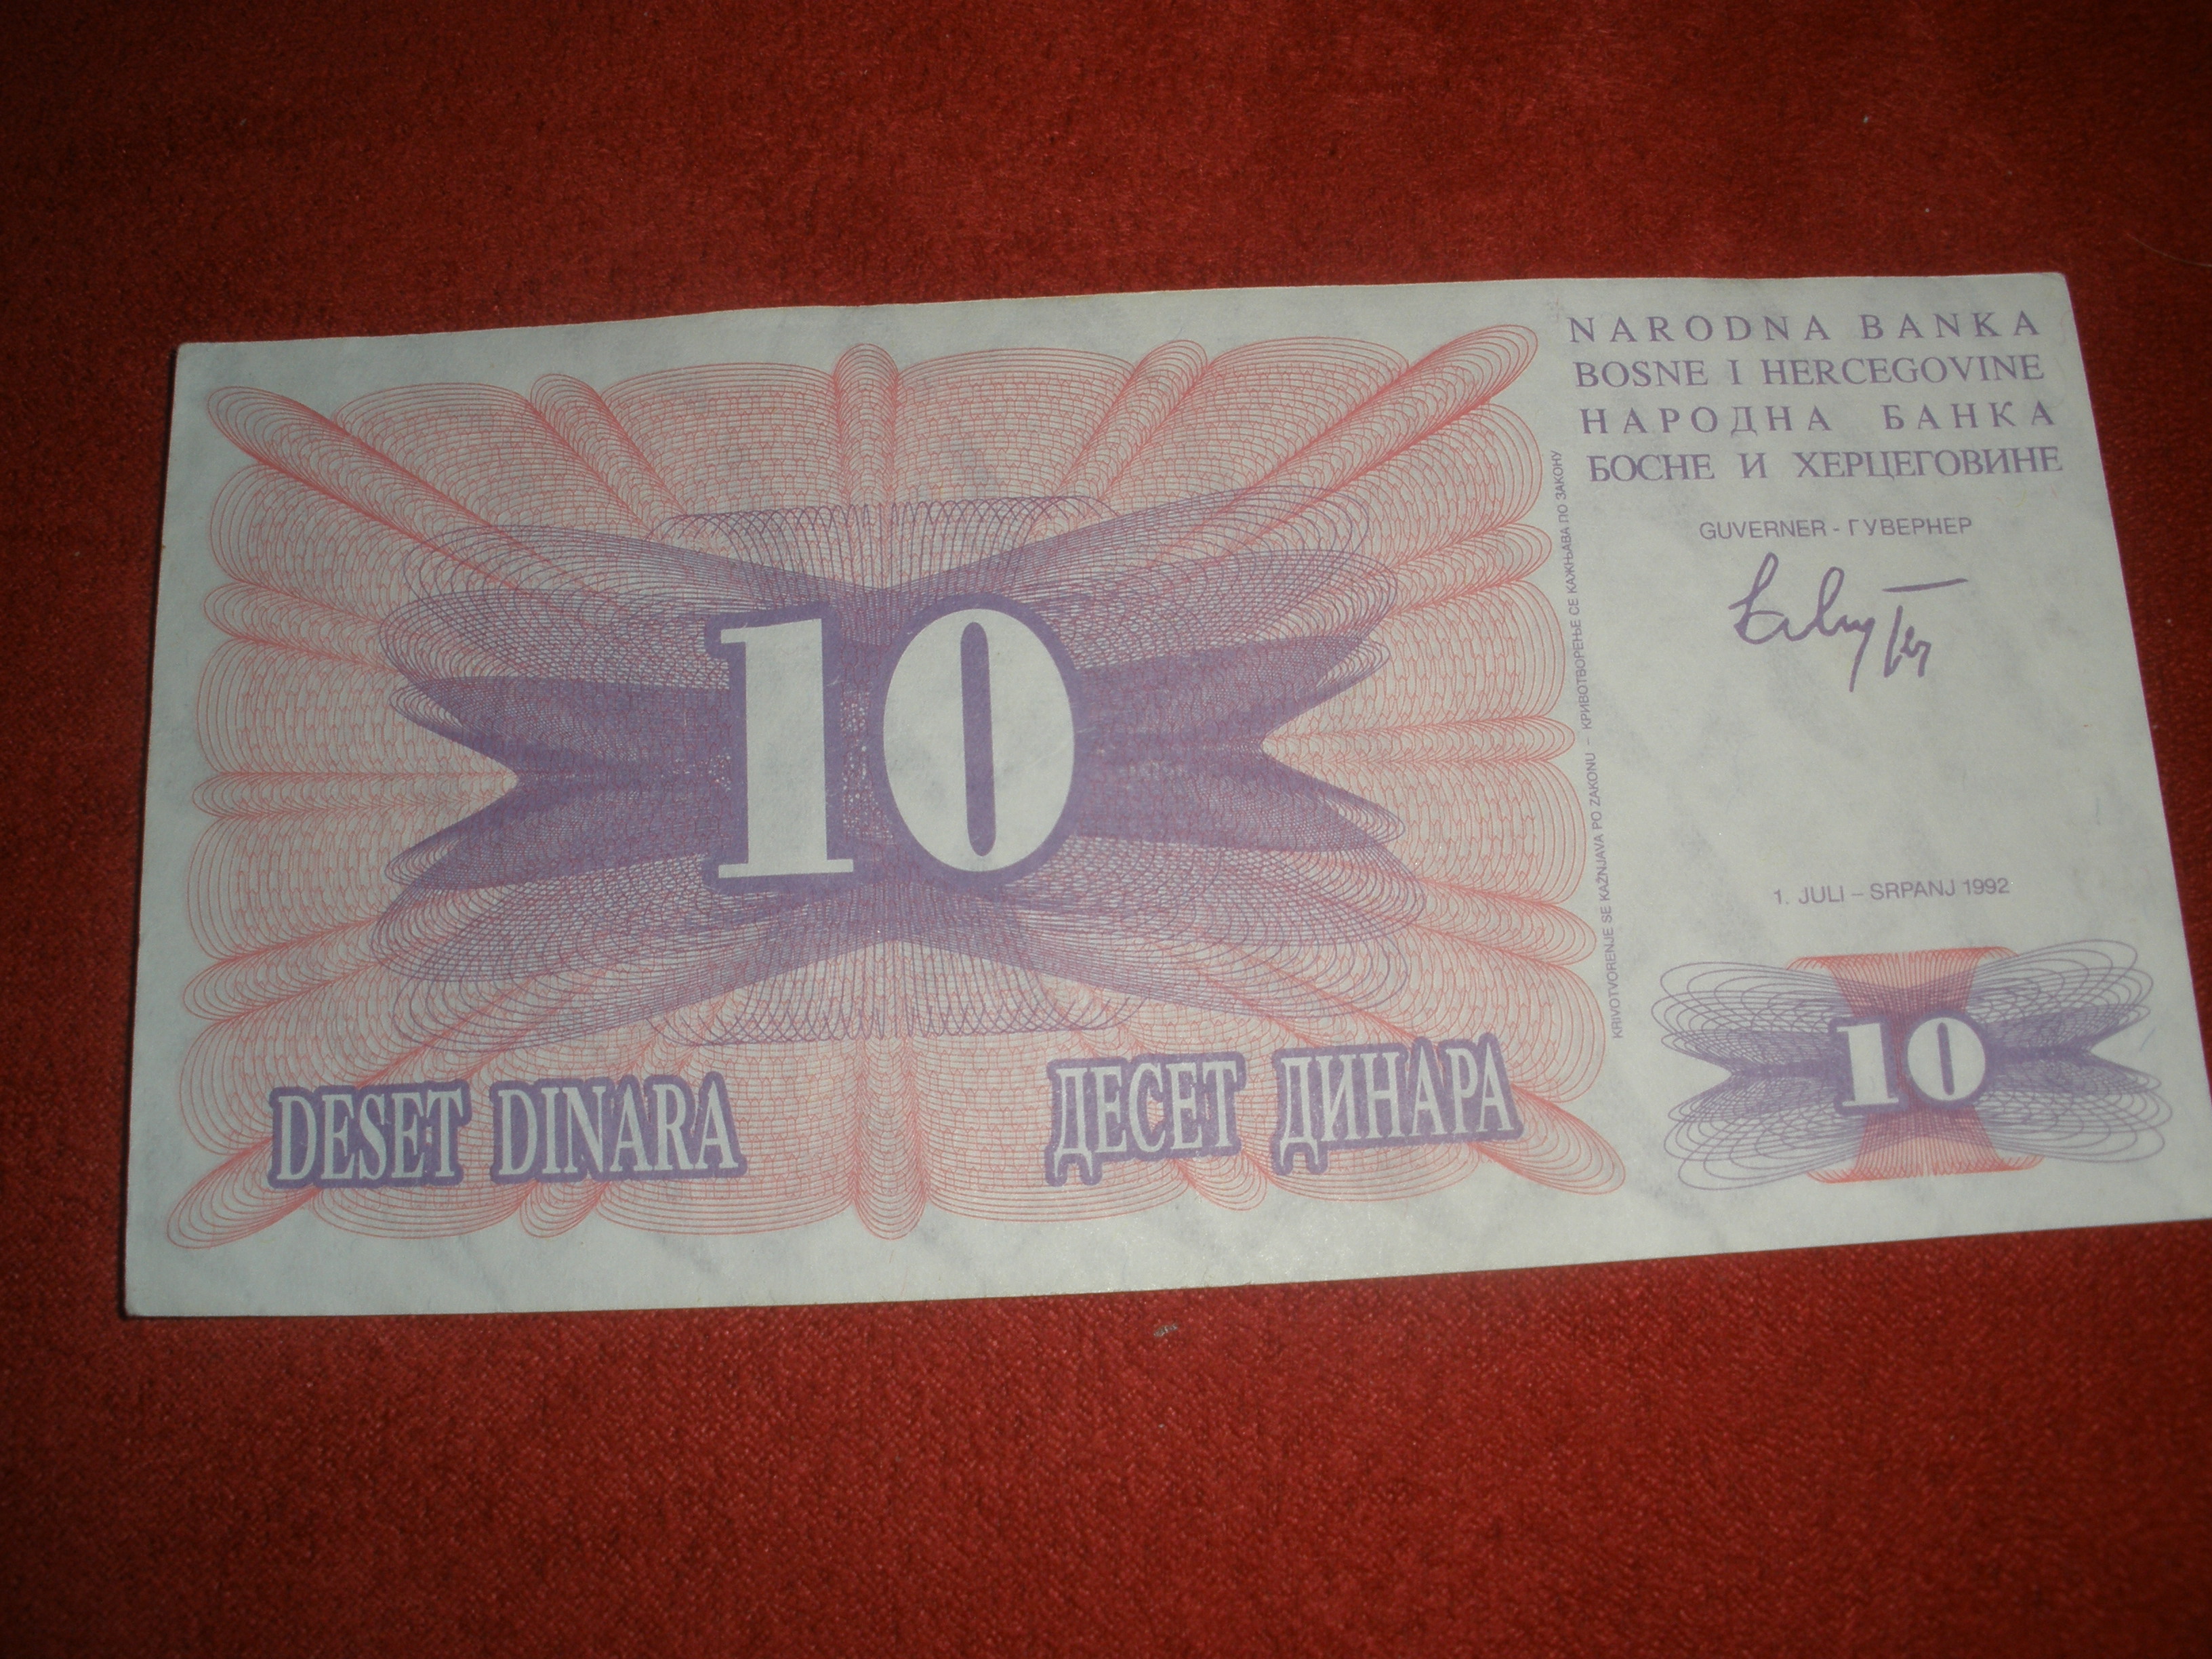 NARODNA BANKA
BOSNE I HERCEGOVINE
НАРОДНА БАНКА
БОСНЕ И ХЕРЦЕГОВИНЕ
GUVERNER - ГУВЕРНЕР
1. JULI – SRPANJ 1992
KRIVOTVORENJE SE KAŽNJAVA PO ZAKONU – КРИВОТВОРЕЊЕ СЕ КАЖЊАВА ПО ЗАКОНУ
10
DESET DINARA
ДЕСЕТ ДИНАРА
10